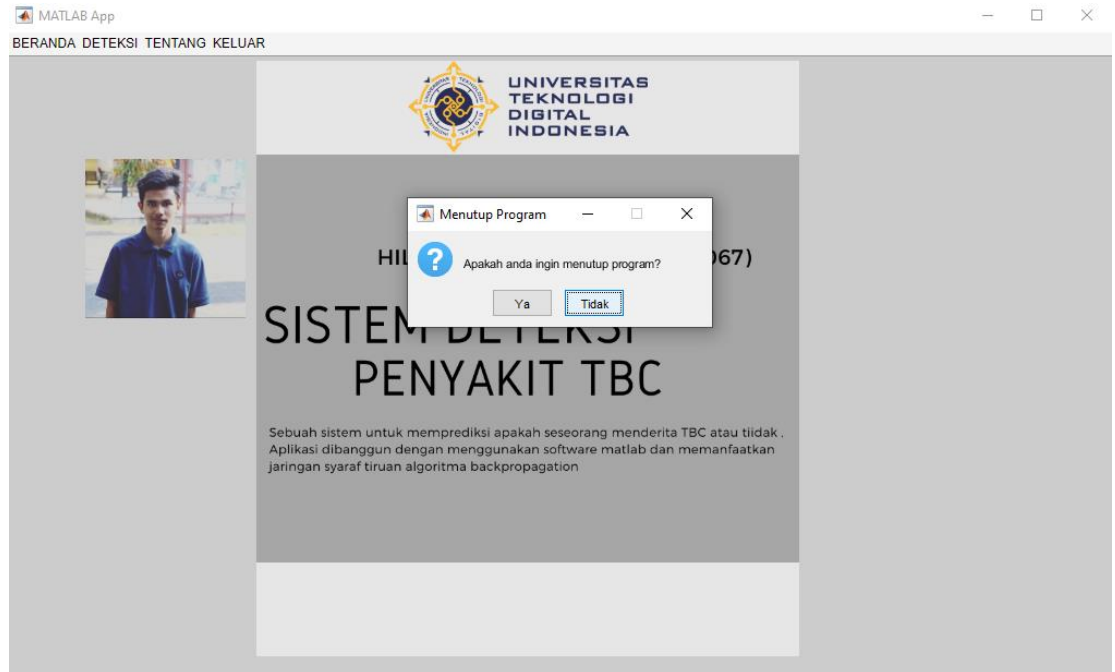 MATLAB App
BERANDA DETEKSI TENTANG KELUAR
UNIVERSITAS
TEKNOLOGI
DIGITAL
INDONESIA
Menutup Program
Apakah anda ingin menutup program?
Ya Tidak
HIL 067)
SISTEM DETEKSI
PENYAKIT TBC
Sebuah sistem untuk memprediksi apakah seseorang menderita TBC atau tiidak .
Aplikasi dibanggun dengan menggunakan software matlab dan memanfaatkan
jaringan syaraf tiruan algoritma backpropagation